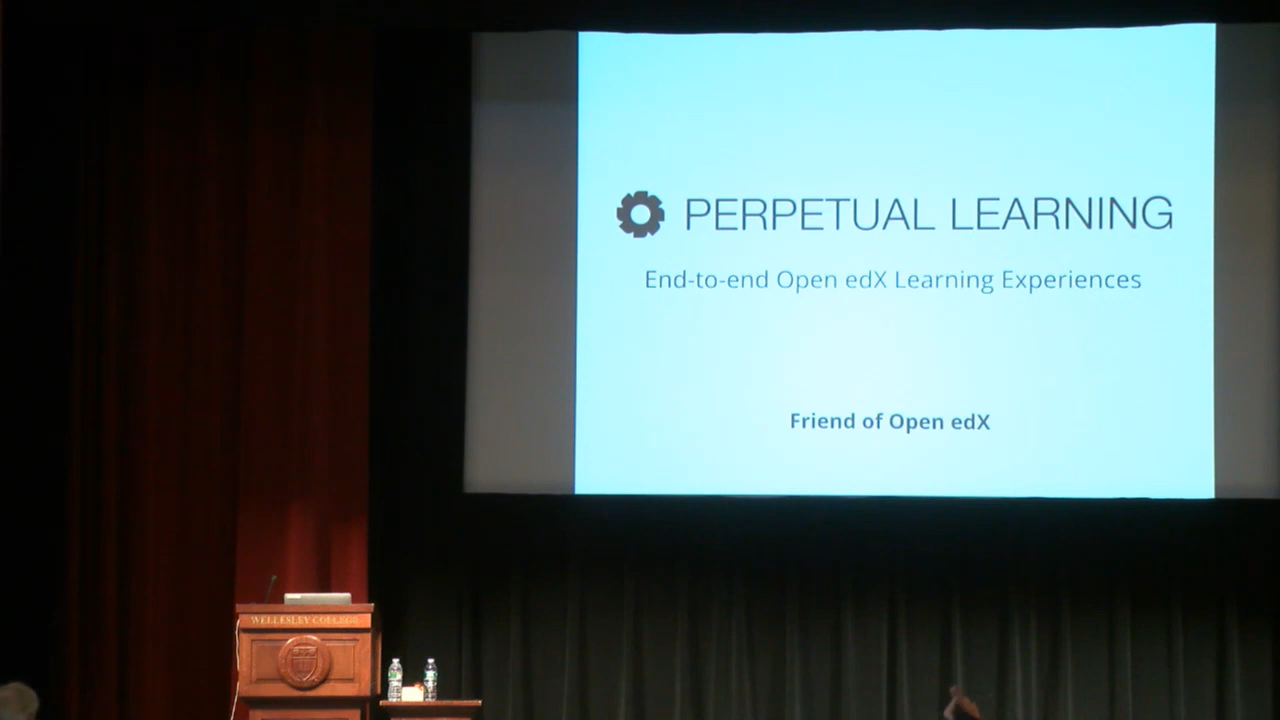 PERPETUAL LEARNING
End-to-end Open edX Learning Experiences
Friend of Open edX
WELLESLEY COLLEGE